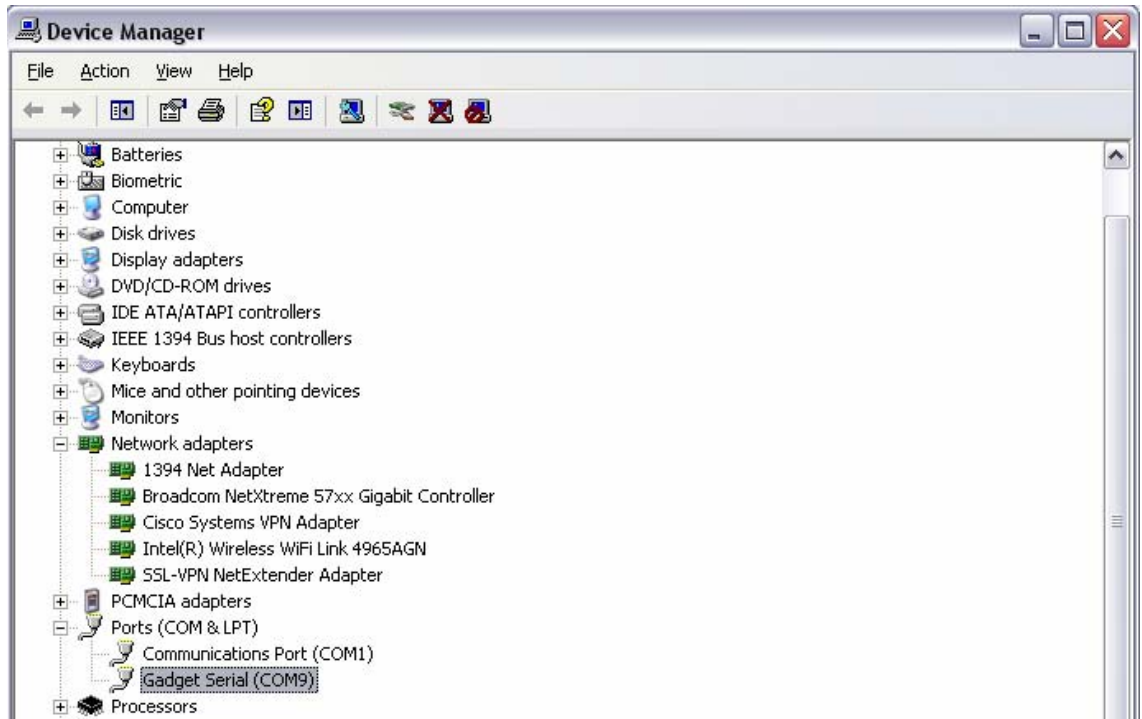 Device Manager
File Action View Help
Batteries
Biometric
Computer
Disk drives
Display adapters
DVD/CD-ROM drives
IDE ATA/ATAPI controllers
IEEE 1394 Bus host controllers
Keyboards
Mice and other pointing devices
Monitors
Network adapters
1394 Net Adapter
Broadcom NetXtreme 57xx Gigabit Controller
Cisco Systems VPN Adapter
Intel(R) Wireless WiFi Link 4965AGN
SSL-VPN NetExtender Adapter
PCMCIA adapters
Ports (COM & LPT)
Communications Port (COM1)
Gadget Serial (COM9)
Processors